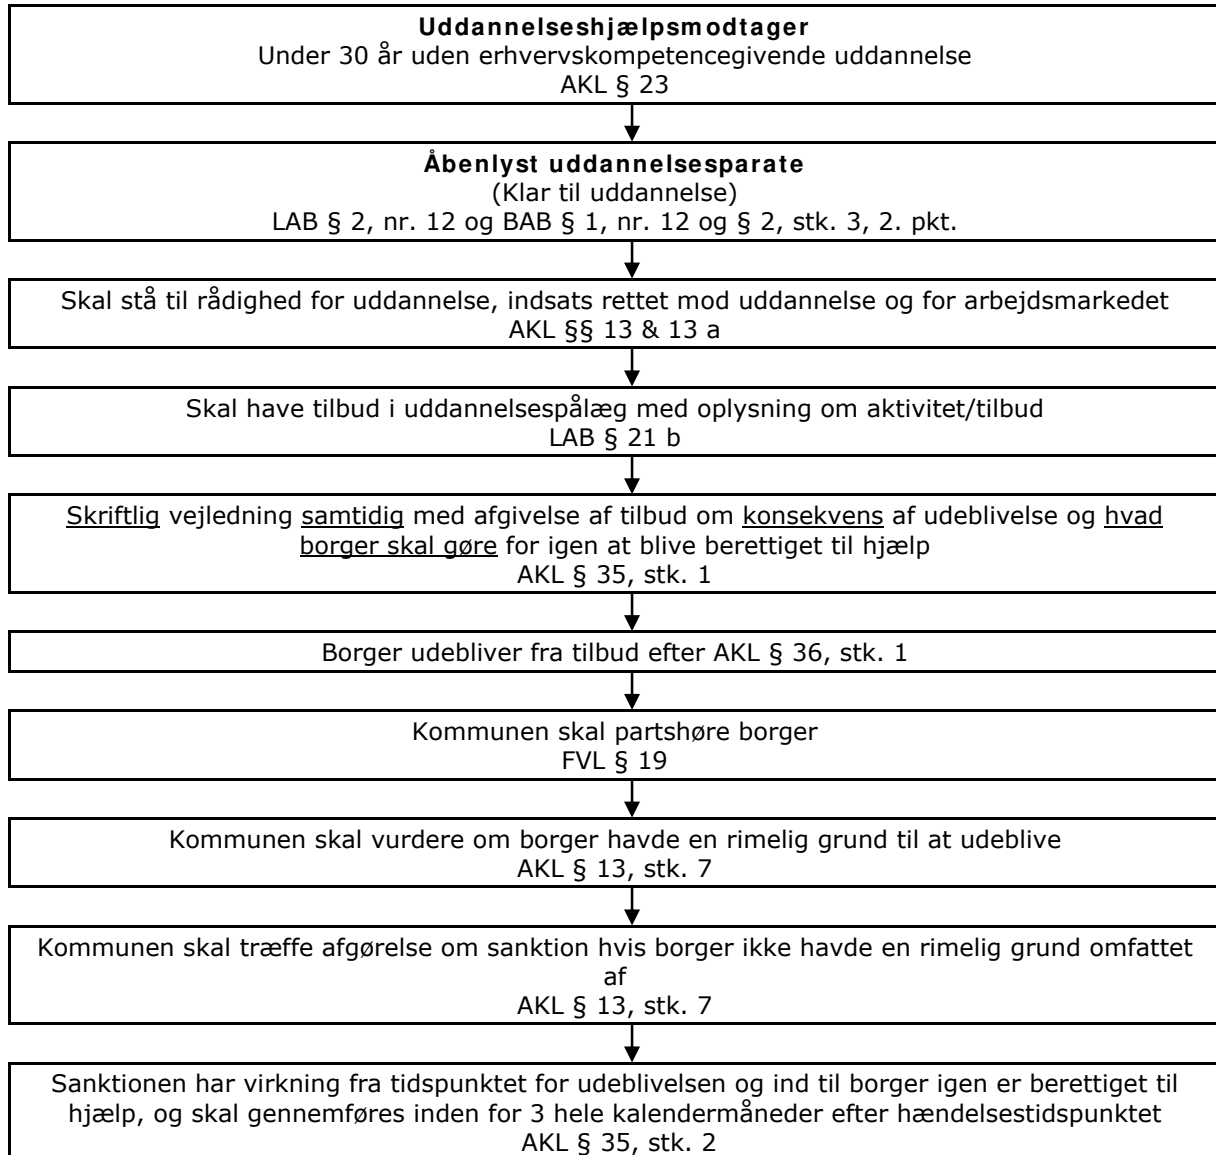 Uddannelseshjælpsmodtager
Under 30 år uden erhvervskompetencegivende uddannelse
AKL § 23
Åbenlyst uddannelsesparate
(Klar til uddannelse)
LAB § 2, nr. 12 og BAB § 1, nr. 12 og § 2, stk. 3, 2. pkt.
Skal stå til rådighed for uddannelse, indsats rettet mod uddannelse og for arbejdsmarkedet
AKL §§ 13 & 13 a
Skal have tilbud i uddannelsespålæg med oplysning om aktivitet/tilbud
LAB § 21 b
Skriftlig vejledning samtidig med afgivelse af tilbud om konsekvens af udeblivelse og hvad
borger skal gøre for igen at blive berettiget til hjælp
AKL § 35, stk. 1
Borger udebliver fra tilbud efter AKL § 36, stk. 1
Kommunen skal partshøre borger
FVL § 19
Kommunen skal vurdere om borger havde en rimelig grund til at udeblive
AKL § 13, stk. 7
Kommunen skal træffe afgørelse om sanktion hvis borger ikke havde en rimelig grund omfattet
af
AKL § 13, stk. 7
Sanktionen har virkning fra tidspunktet for udeblivelsen og ind til borger igen er berettiget til
hjælp, og skal gennemføres inden for 3 hele kalendermåneder efter hændelsestidspunktet
AKL § 35, stk. 2